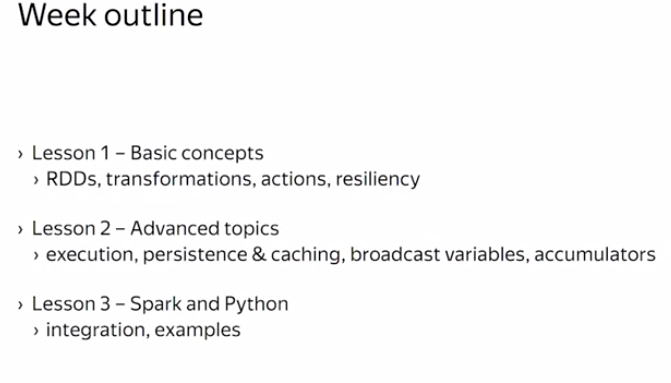 Week outline
› Lesson 1 – Basic concepts
› RDDs, transformations, actions, resiliency
› Lesson 2 – Advanced topics
› execution, persistence & caching, broadcast variables, accumulators
› Lesson 3 – Spark and Python
› integration, examples